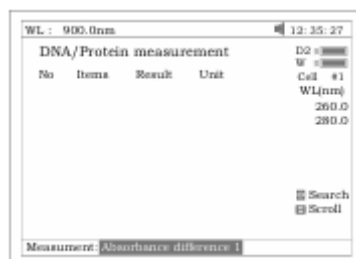 WL : 900.0nm 12:35:27
DNA/Protein measurement
No Items Result Unit
D2 :
W :
Cell #1
WL(nm)
260.0
280.0
Search
Scroll
Measument: Absorbance difference 1